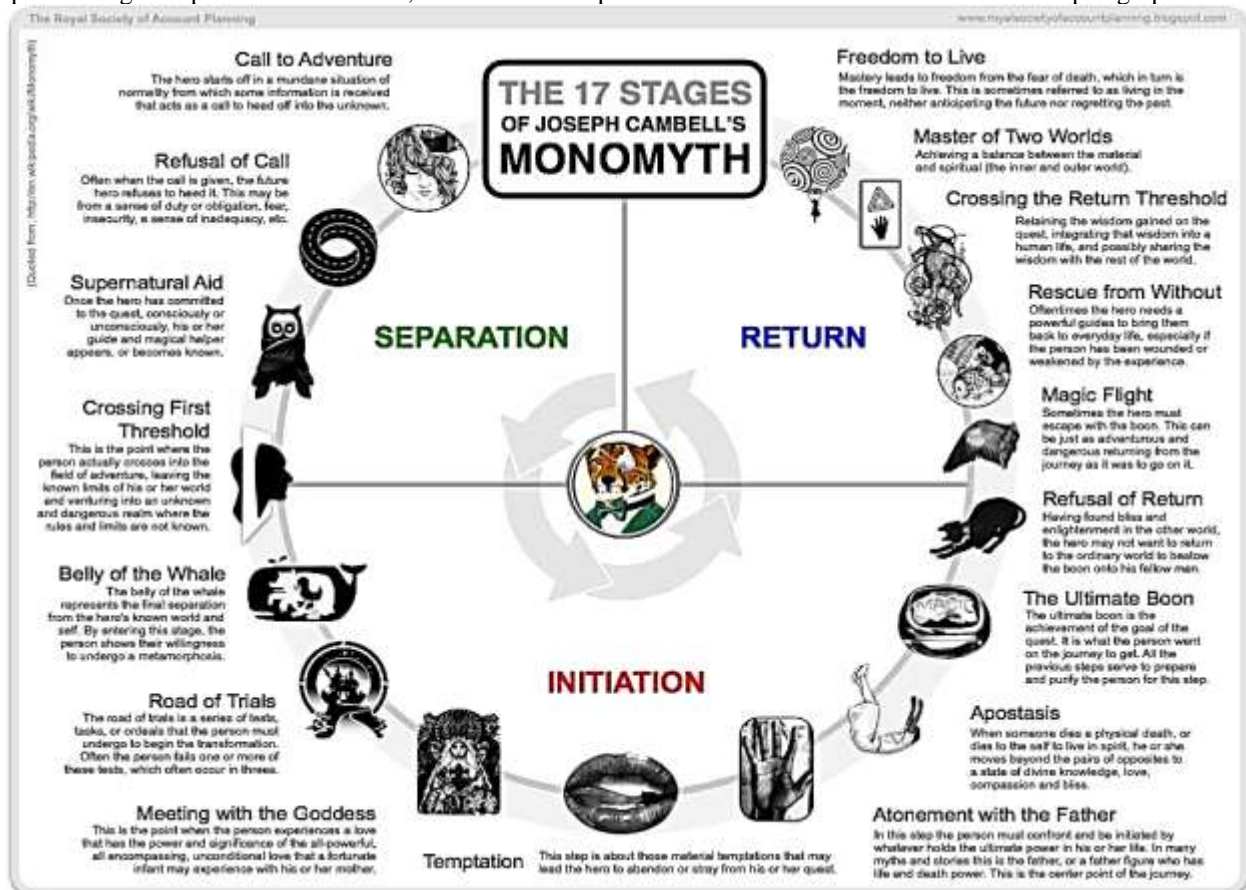 The Royal Society of Account Planning
www.royalsocietyofaccountplanning.blogspot.com
(Quoted from; http://en.wikipedia.org/wiki/Monomyth)
THE 17 STAGES
OF JOSEPH CAMBELL'S
MONOMYTH
Call to Adventure
The hero starts off in a mundane situation of
normality from which some information is received
that acts as a call to head off into the unknown.
Refusal of Call
Often when the call is given, the future
hero refuses to heed it. This may be
from a sense of duty or obligation, fear,
insecurity, a sense of inadequacy, etc.
Supernatural Aid
Once the hero has committed
to the quest, consciously or
unconsciously, his or her
guide and magical helper
appears, or becomes known.
Crossing First
Threshold
This is the point where the
person actually crosses into the
field of adventure, leaving the
known limits of his or her world
and venturing into an unknown
and dangerous realm where the
rules and limits are not known.
Belly of the Whale
The belly of the whale
represents the final separation
from the hero's known world and
self. By entering this stage, the
person shows their willingness
to undergo a metamorphosis.
Road of Trials
The road of trials is a series of tests,
tasks, or ordeals that the person must
undergo to begin the transformation.
Often the person fails one or more of
these tests, which often occur in threes.
Meeting with the Goddess
This is the point when the person experiences a love
that has the power and significance of the all-powerful,
all encompassing, unconditional love that a fortunate
infant may experience with his or her mother.
Temptation
This step is about those material temptations that may
lead the hero to abandon or stray from his or her quest.
SEPARATION
RETURN
INITIATION
Freedom to Live
Mastery leads to freedom from the fear of death, which in turn is
the freedom to live. This is sometimes referred to as living in the
moment, neither anticipating the future nor regretting the past.
Master of Two Worlds
Achieving a balance between the material
and spiritual (the inner and outer world).
Crossing the Return Threshold
Retaining the wisdom gained on the
quest, integrating that wisdom into a
human life, and possibly sharing the
wisdom with the rest of the world.
Rescue from Without
Oftentimes the hero needs a
powerful guides to bring them
back to everyday life, especially if
the person has been wounded or
weakened by the experience.
Magic Flight
Sometimes the hero must
escape with the boon. This can
be just as adventurous and
dangerous returning from the
journey as it was to go on it.
Refusal of Return
Having found bliss and
enlightenment in the other world,
the hero may not want to return
to the ordinary world to bestow
the boon onto his fellow man.
The Ultimate Boon
The ultimate boon is the
achievement of the goal of the
quest. It is what the person went
on the journey to get. All the
previous steps serve to prepare
and purify the person for this step.
MAGIC
Apostasis
When someone dies a physical death, or
dies to the self to live in spirit, he or she
moves beyond the pairs of opposites to
a state of divine knowledge, love,
compassion and bliss.
Atonement with the Father
In this step the person must confront and be initiated by
whatever holds the ultimate power in his or her life. In many
myths and stories this is the father, or a father figure who has
life and death power. This is the center point of the journey.